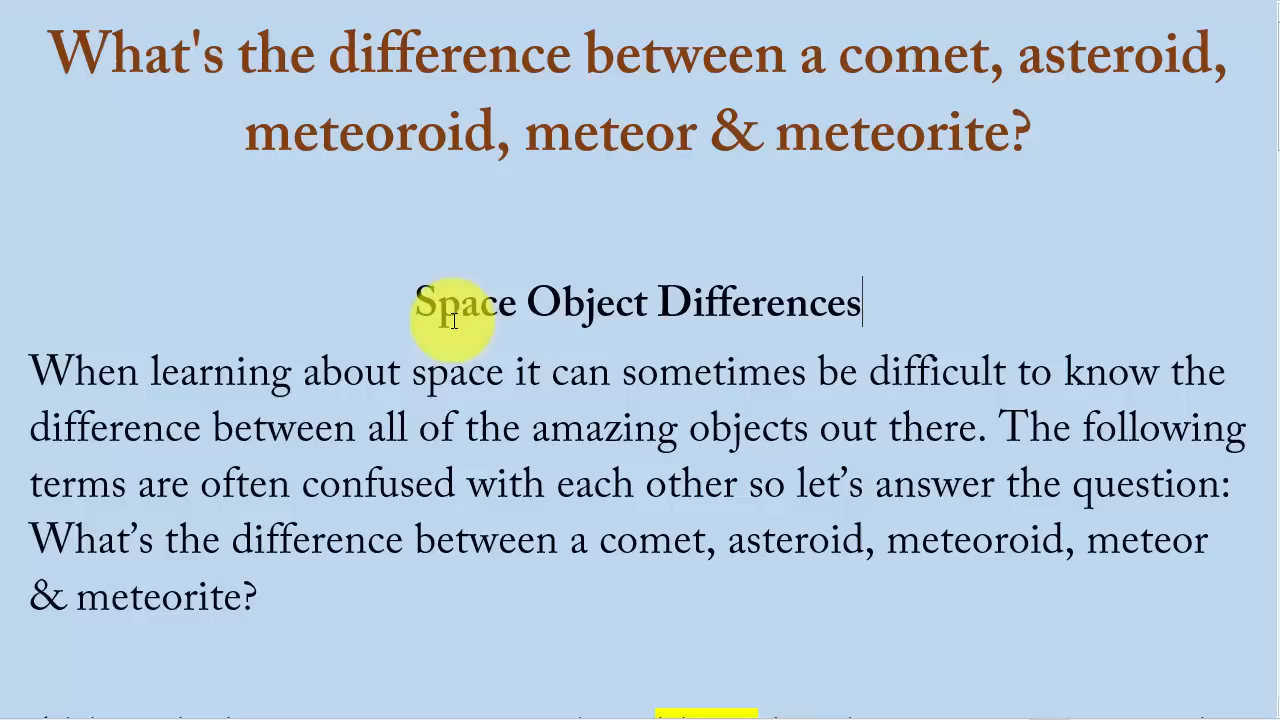 What's the difference between a comet, asteroid,
meteoroid, meteor & meteorite?
Space Object Differences
When learning about space it can sometimes be difficult to know the
difference between all of the amazing objects out there. The following
terms are often confused with each other so let’s answer the question:
What’s the difference between a comet, asteroid, meteoroid, meteor
& meteorite?